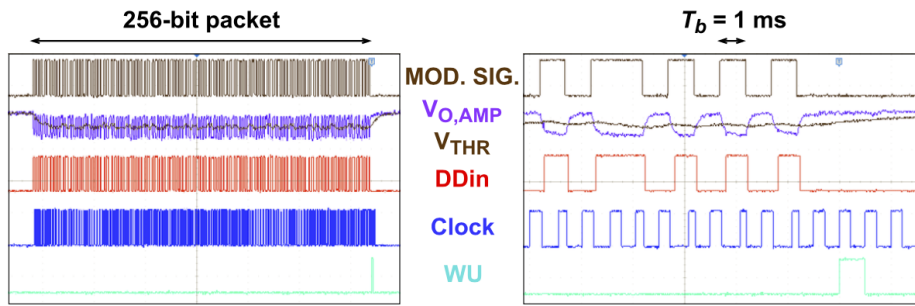 256-bit packet
T_b = 1 ms
MOD. SIG.
V_O,AMP
V_THR
DDin
Clock
WU